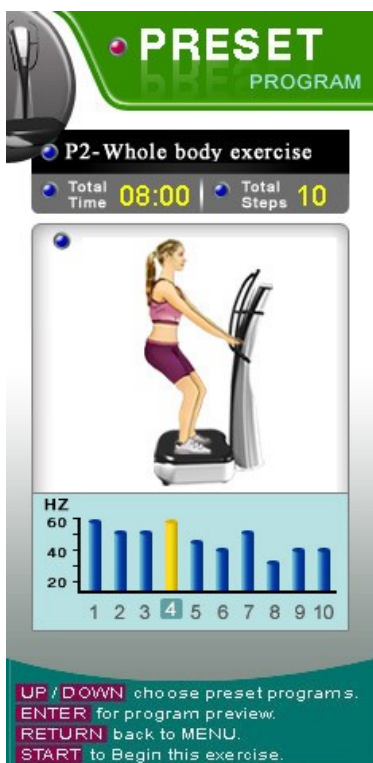 PRESET
PROGRAM
P2-Whole body exercise
Total Time 08:00 Total Steps 10
HZ
60
40
20
1 2 3 4 5 6 7 8 9 10
UP / DOWN choose preset programs.
ENTER for program preview.
RETURN back to MENU.
START to Begin this exercise.